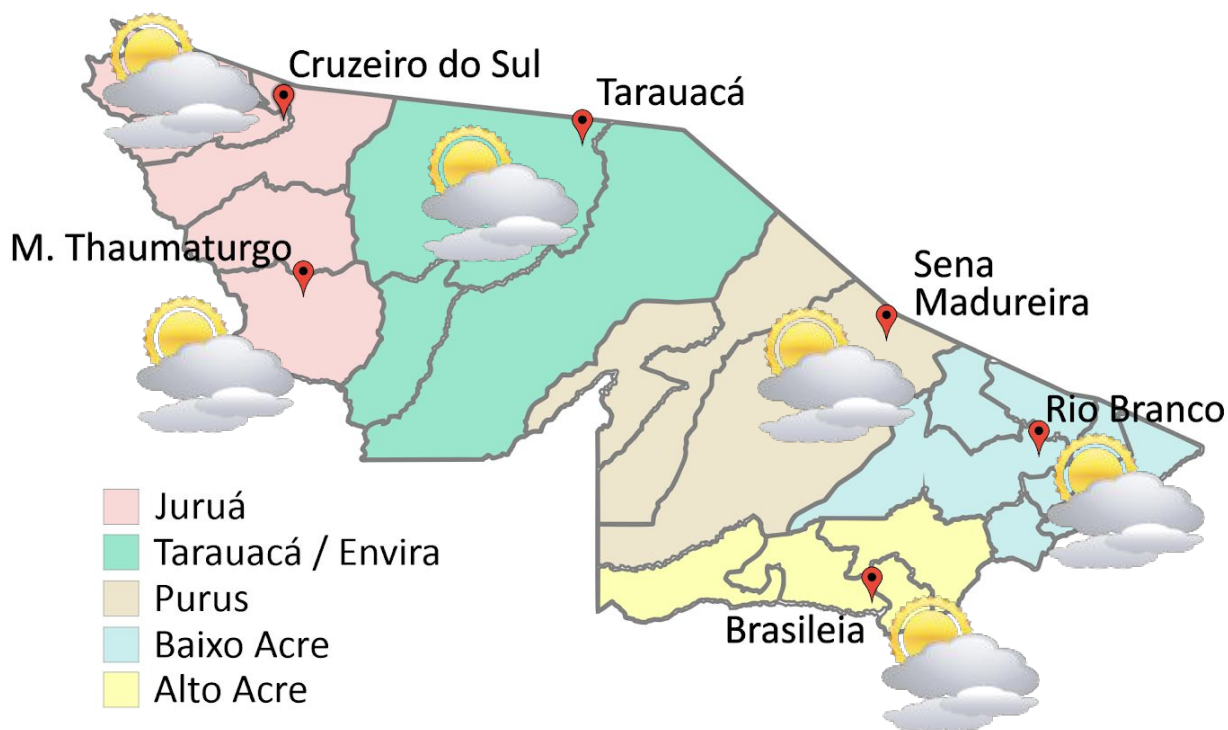 Cruzeiro do Sul
Tarauacá
M. Thaumaturgo
Sena
Madureira
Rio Branco
Brasileia
Juruá
Tarauacá / Envira
Purus
Baixo Acre
Alto Acre